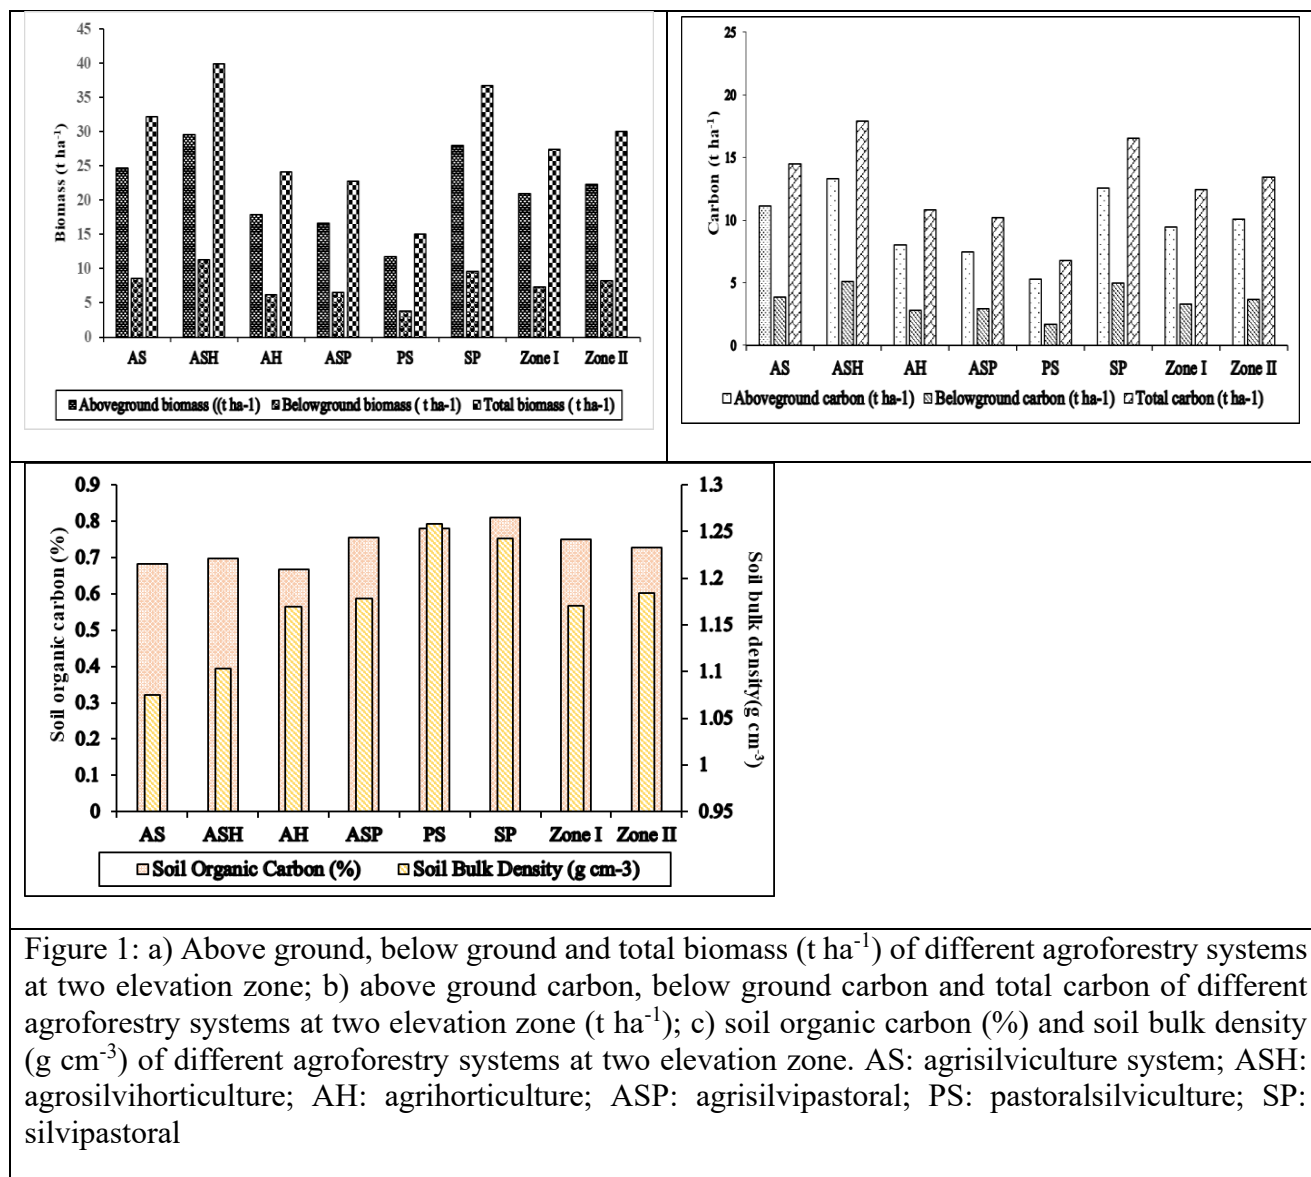 45
40
35
30
25
20
15
10
5
0
Biomass (t ha-1)
AS ASH AH ASP PS SP Zone I Zone II
Aboveground biomass ((t ha-1) Belowground biomass ( t ha-1) Total biomass ( t ha-1)
25
20
15
10
5
0
Carbon (t ha-1)
AS ASH AH ASP PS SP Zone I Zone II
Aboveground carbon (t ha-1) Belowground carbon (t ha-1) Total carbon (t ha-1)
0.9
0.8
0.7
0.6
0.5
0.4
0.3
0.2
0.1
0
Soil organic carbon (%)
1.3
1.25
1.2
1.15
1.1
1.05
1
0.95
Soil bulk density(g cm-3)
AS ASH AH ASP PS SP Zone I Zone II
Soil Organic Carbon (%) Soil Bulk Density (g cm-3)
Figure 1: a) Above ground, below ground and total biomass (t ha-1) of different agroforestry systems
at two elevation zone; b) above ground carbon, below ground carbon and total carbon of different
agroforestry systems at two elevation zone (t ha-1); c) soil organic carbon (%) and soil bulk density
(g cm-3) of different agroforestry systems at two elevation zone. AS: agrisilviculture system; ASH:
agrosilvihorticulture; AH: agrihorticulture; ASP: agrisilvipastoral; PS: pastoralsilviculture; SP:
silvipastoral